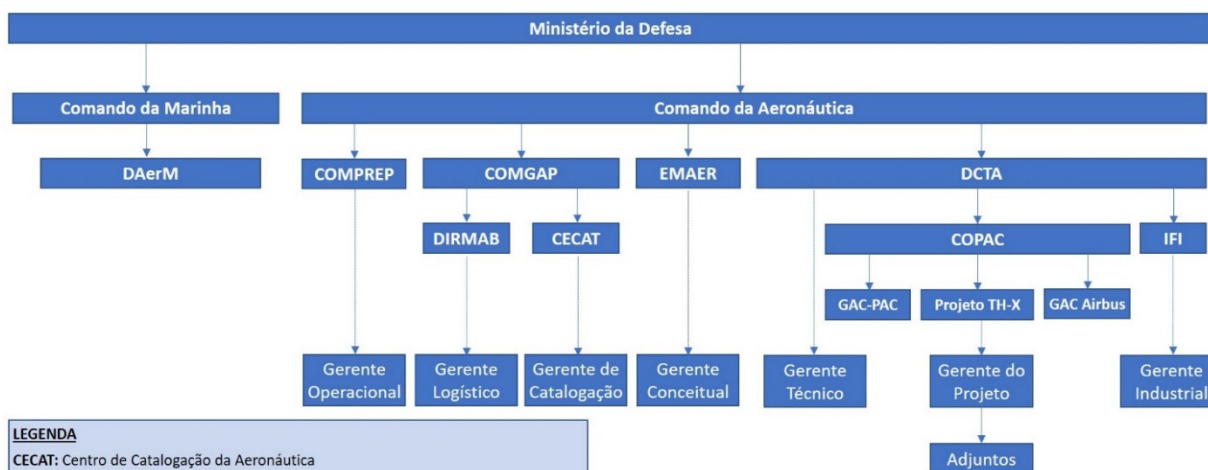 Ministério da Defesa
Comando da Marinha
Comando da Aeronáutica
DAerM
COMPREP
COMGAP
EMAER
DCTA
DIRMAB
CECAT
COPAC
IFI
GAC-PAC
Projeto TH-X
GAC Airbus
Gerente
Operacional
Gerente
Logístico
Gerente de
Catalogação
Gerente
Conceitual
Gerente
Técnico
Gerente do
Projeto
Gerente
Industrial
Adjuntos
LEGENDA
CECAT: Centro de Catalogação da Aeronáutica